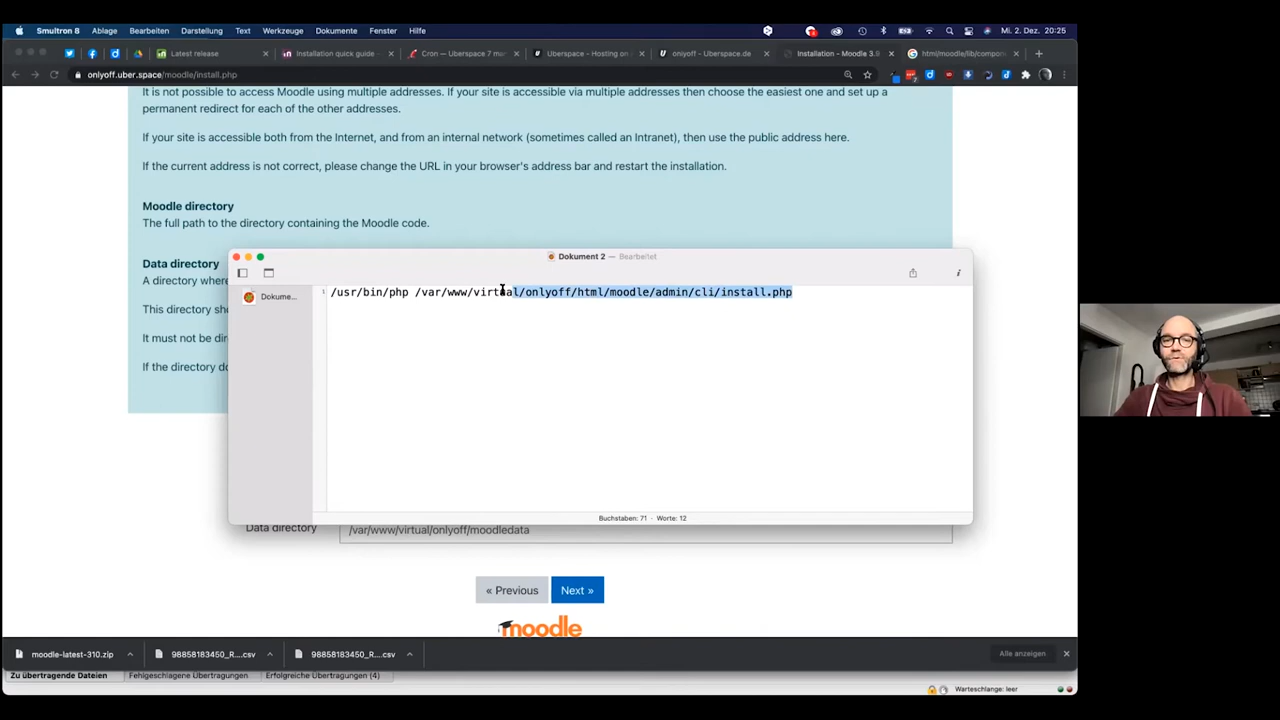 Smultron 8 Ablage Bearbeiten Darstellung Text Werkzeuge Dokumente Fenster Hilfe Mi. 2. Dez. 20:25
Latest release Installation quick guide Cron — Uberspace 7 ma Uberspace - Hosting on onlyoff – Uberspace.de Installation - Moodle 3.9 html/moodle/lib/compon
onlyoff.uber.space/moodle/install.php
It is not possible to access Moodle using multiple addresses. If your site is accessible via multiple addresses then choose the easiest one and set up a
permanent redirect for each of the other addresses.
If your site is accessible both from the Internet, and from an internal network (sometimes called an Intranet), then use the public address here.
If the current address is not correct, please change the URL in your browser's address bar and restart the installation.
Moodle directory
The full path to the directory containing the Moodle code.
Data directory
A directory where
This directory sh
It must not be di
If the directory do
Dokument 2 — Bearbeitet
Dokume...
1 /usr/bin/php /var/www/virtual/onlyoff/html/moodle/admin/cli/install.php
Buchstaben: 71 · Worte: 12
Data directory /var/www/virtual/onlyoff/moodledata
« Previous Next »
moodle
moodle-latest-310.zip 98858183450_R....csv 98858183450_R....csv Alle anzeigen
Zu übertragende Dateien Fehlgeschlagene Übertragungen Erfolgreiche Übertragungen (4)
Warteschlange: leer